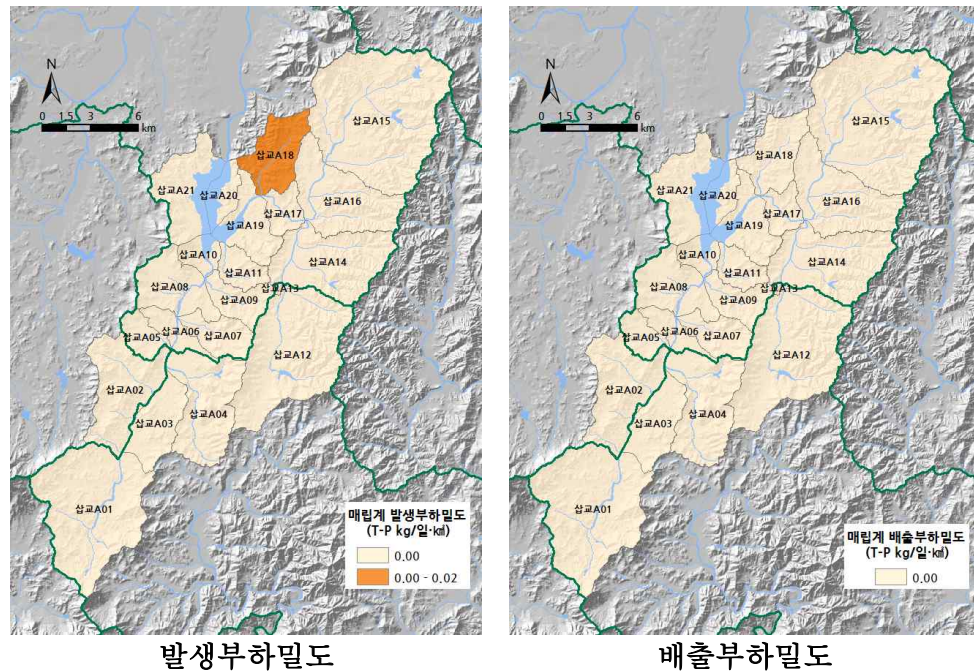 N
0 1.5 3 6
km
삽교A15
삽교A18
삽교A21
삽교A20
삽교A16
삽교A17
삽교A19
삽교A10
삽교A11
삽교A14
삽교A08
삽교A13
삽교A09
삽교A06
삽교A05
삽교A07
삽교A12
삽교A02
삽교A04
삽교A03
삽교A01
매립계 발생부하밀도
(T-P kg/일·㎢)
0.00
0.00 - 0.02
발생부하밀도
N
0 1.5 3 6
km
삽교A15
삽교A18
삽교A21
삽교A20
삽교A16
삽교A17
삽교A19
삽교A10
삽교A11
삽교A14
삽교A08
삽교A13
삽교A09
삽교A06
삽교A05
삽교A07
삽교A12
삽교A02
삽교A04
삽교A03
삽교A01
매립계 배출부하밀도
(T-P kg/일·㎢)
0.00
배출부하밀도